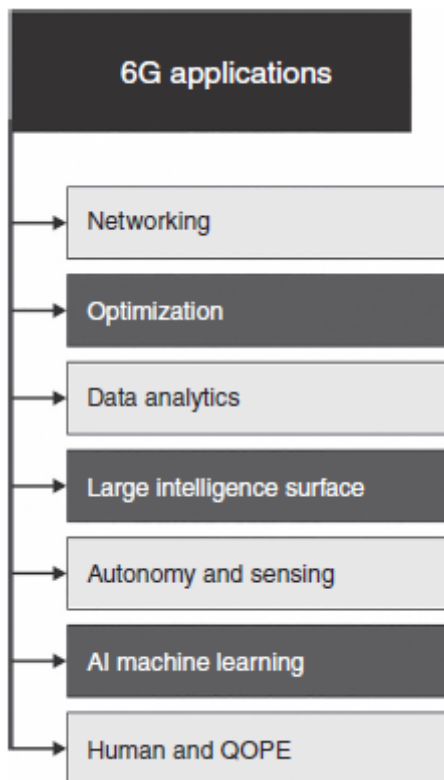 6G applications
Networking
Optimization
Data analytics
Large intelligence surface
Autonomy and sensing
AI machine learning
Human and QOPE